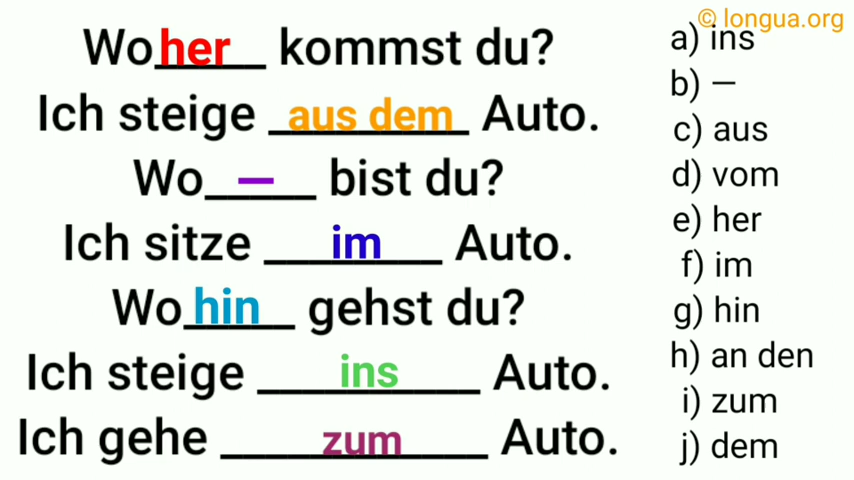 © longua.org
Woher kommst du?
Ich steige aus dem Auto.
Wo — bist du?
Ich sitze im Auto.
Wohin gehst du?
Ich steige ins Auto.
Ich gehe zum Auto.
a) ins
b) —
c) aus
d) vom
e) her
f) im
g) hin
h) an den
i) zum
j) dem